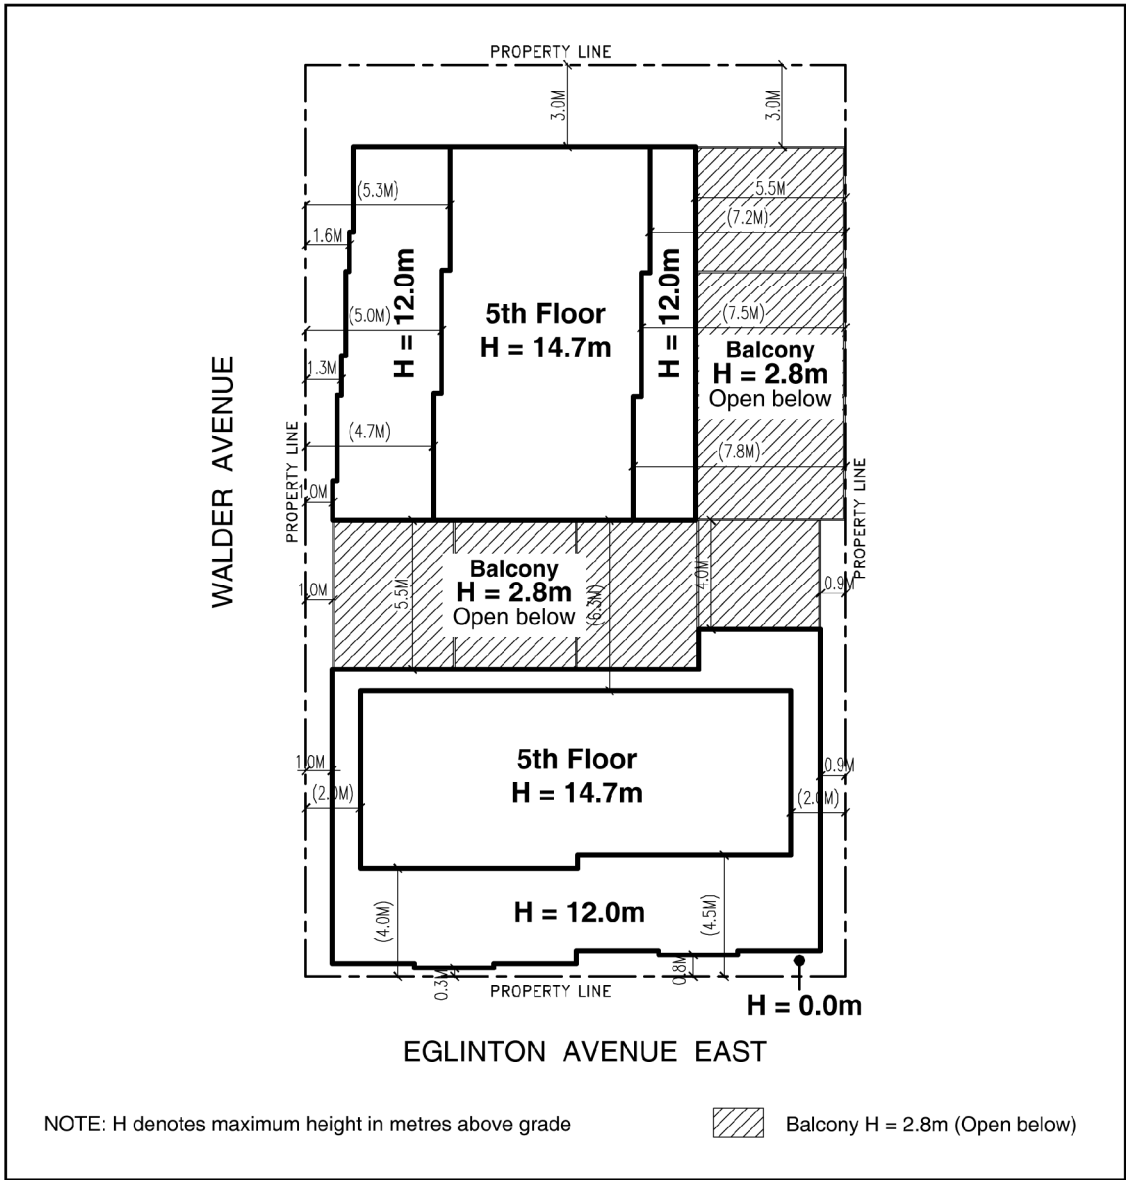 PROPERTY LINE
3.0M
3.0M
(5.3M)
5.5M
(7.2M)
1.6M
H = 12.0m
H = 12.0m
5th Floor
H = 14.7m
(5.0M)
(7.5M)
Balcony
H = 2.8m
Open below
1.3M
WALDER AVENUE
(4.7M)
(7.8M)
PROPERTY LINE
PROPERTY LINE
1.0M
Balcony
H = 2.8m
Open below
5.5M
(6.3M)
4.0M
1.0M
0.9M
5th Floor
H = 14.7m
1.0M
0.9M
(2.0M)
(2.0M)
(4.0M)
H = 12.0m
(4.5M)
0.3M
0.8M
PROPERTY LINE
H = 0.0m
EGLINTON AVENUE EAST
NOTE: H denotes maximum height in metres above grade
Balcony H = 2.8m (Open below)